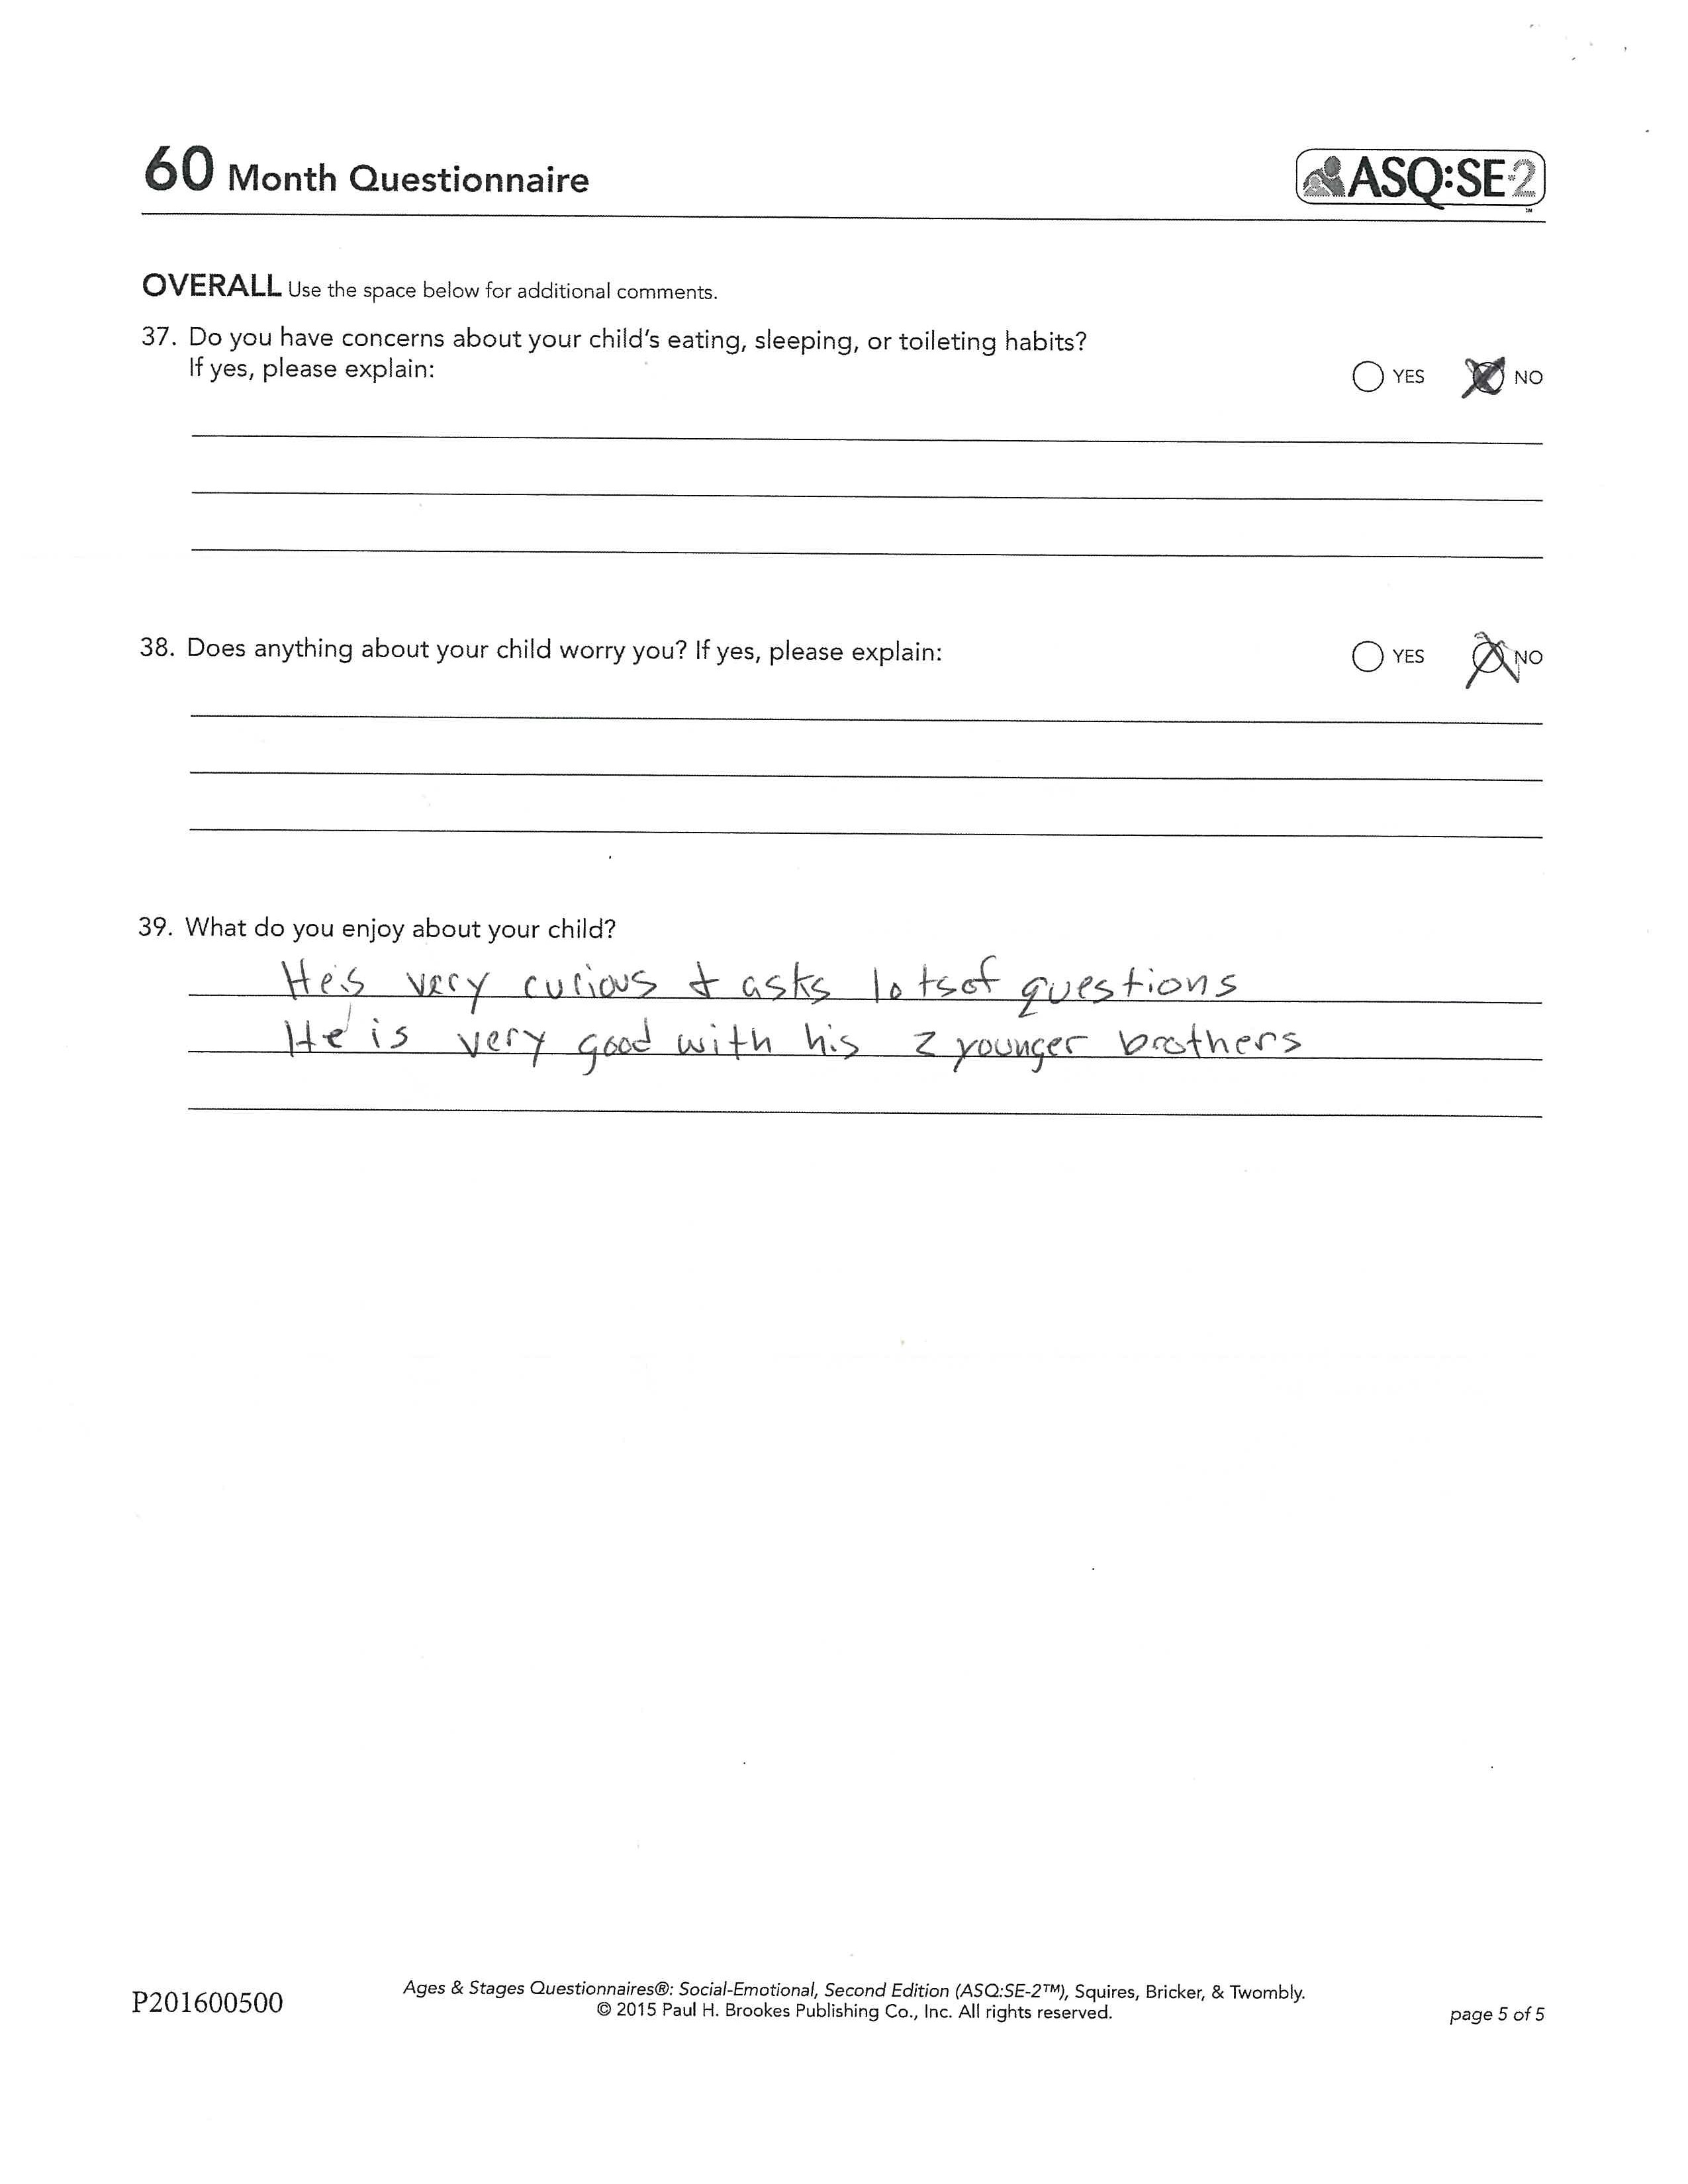 60 Month Questionnaire
ASQ:SE-2™
OVERALL Use the space below for additional comments.
37. Do you have concerns about your child's eating, sleeping, or toileting habits?
If yes, please explain:
YES NO
38. Does anything about your child worry you? If yes, please explain:
YES NO
39. What do you enjoy about your child?
He's very curious & asks lots of questions
He is very good with his 2 younger brothers
P201600500
Ages & Stages Questionnaires®: Social-Emotional, Second Edition (ASQ:SE-2™), Squires, Bricker, & Twombly.
© 2015 Paul H. Brookes Publishing Co., Inc. All rights reserved.
page 5 of 5